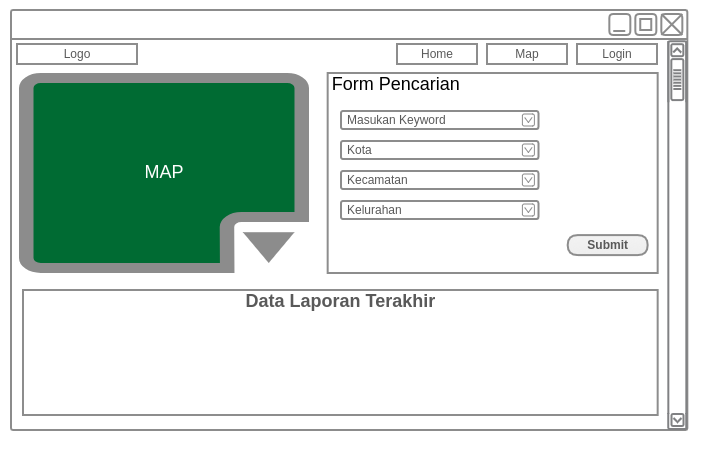 Logo
Home
Map
Login
MAP
Form Pencarian
Masukan Keyword
Kota
Kecamatan
Kelurahan
Submit
Data Laporan Terakhir